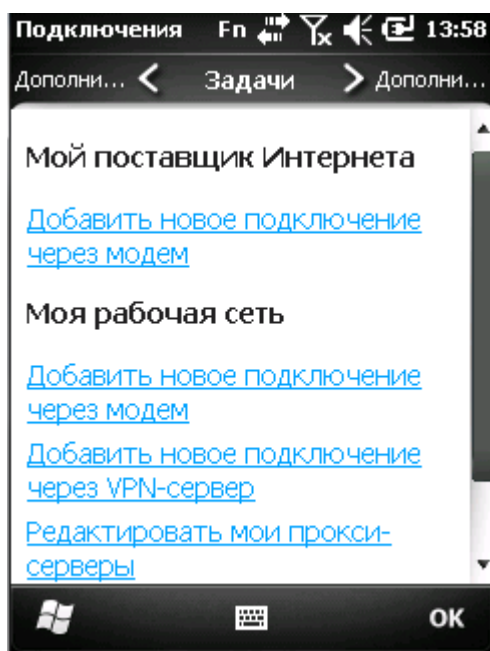 Подключения Fn 13:58
Дополни... Задачи Дополни...
Мой поставщик Интернета
Добавить новое подключение
через модем
Моя рабочая сеть
Добавить новое подключение
через модем
Добавить новое подключение
через VPN-сервер
Редактировать мои прокси-
серверы
ОК